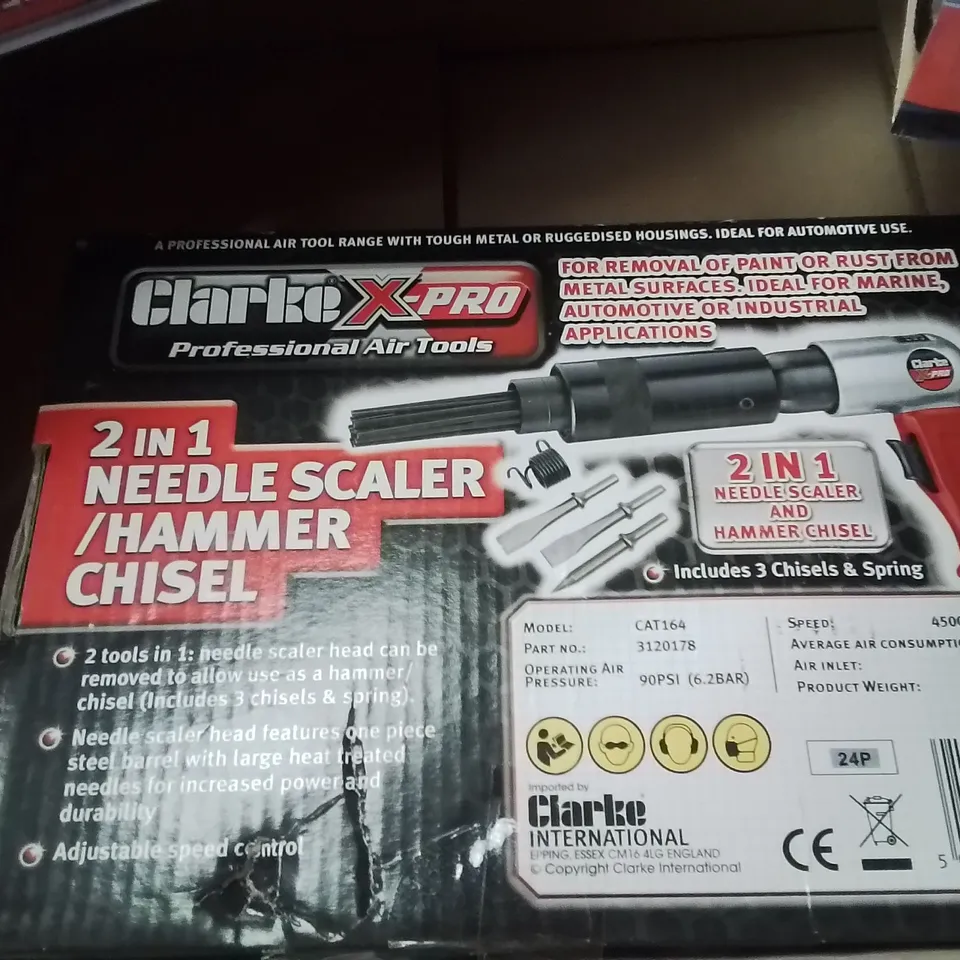 A PROFESSIONAL AIR TOOL RANGE WITH TOUGH METAL OR RUGGEDISED HOUSINGS. IDEAL FOR AUTOMOTIVE USE.
Clarke X-PRO
Professional Air Tools
FOR REMOVAL OF PAINT OR RUST FROM
METAL SURFACES. IDEAL FOR MARINE,
AUTOMOTIVE OR INDUSTRIAL
APPLICATIONS
Clarke
X-PRO
2 IN 1
NEEDLE SCALER
/HAMMER
CHISEL
2 IN 1
NEEDLE SCALER
AND
HAMMER CHISEL
Includes 3 Chisels & Spring
2 tools in 1: needle scaler head can be
removed to allow use as a hammer/
chisel (Includes 3 chisels & spring).
Needle scaler head features one piece
steel barrel with large heat treated
needles for increased power and
durability
Adjustable speed control
MODEL: CAT164
PART NO.: 3120178
OPERATING AIR
PRESSURE: 90PSI (6.2BAR)
SPEED: 450
AVERAGE AIR CONSUMPTI
AIR INLET:
PRODUCT WEIGHT:
24P
Imported by
Clarke
INTERNATIONAL
EPPING, ESSEX CM16 4LG ENGLAND
© Copyright Clarke International
CE
5